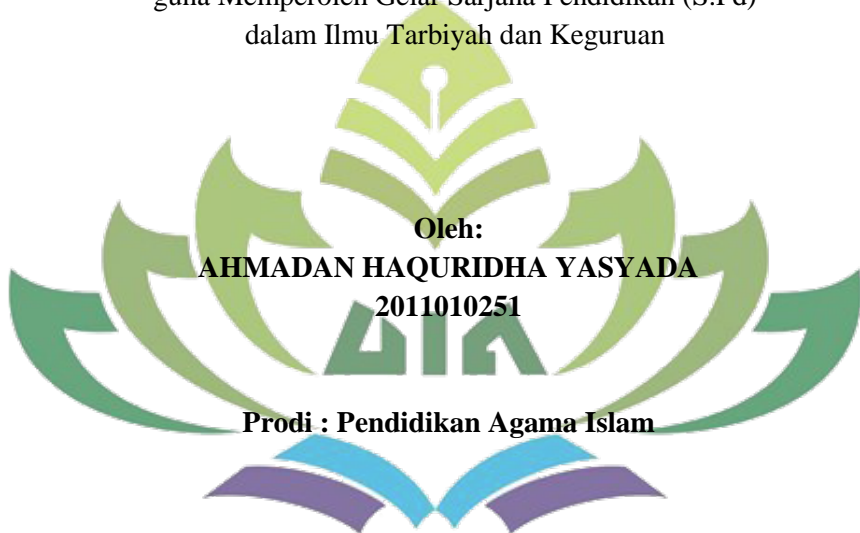 guna Memperoleh Gelar Sarjana Pendidikan (S.Pd)
dalam Ilmu Tarbiyah dan Keguruan
Oleh:
AHMADAN HAQURIDHA YASYADA
2011010251
UIN
Prodi : Pendidikan Agama Islam